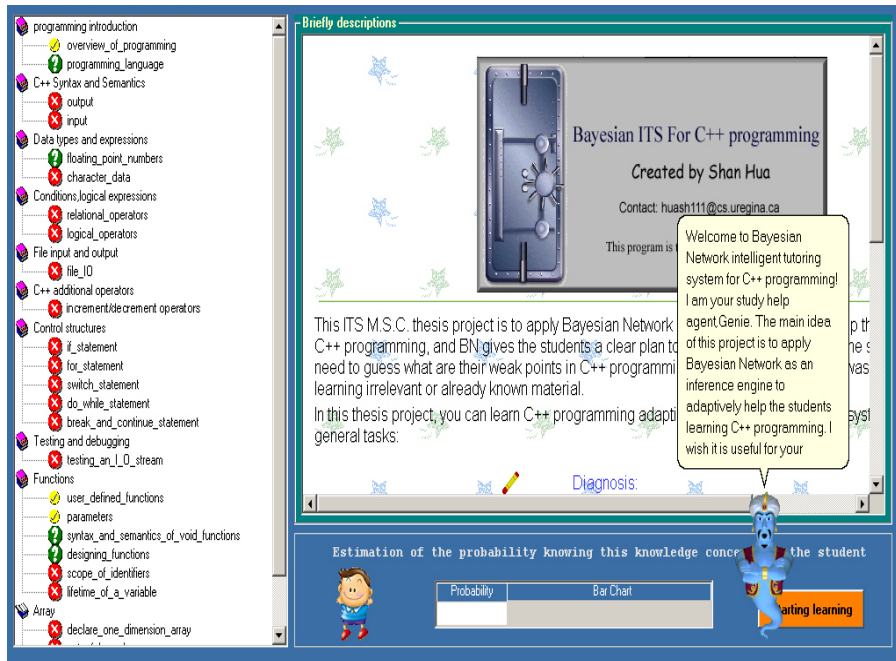 programming introduction
overview_of_programming
programming_language
C++ Syntax and Semantics
output
input
Data types and expressions
floating_point_numbers
character_data
Conditions,logical expressions
relational_operators
logical_operators
File input and output
file_IO
C++ additional operators
increment/decrement operators
Control structures
if_statement
for_statement
switch_statement
do_while_statement
break_and_continue_statement
Testing and debugging
testing_an_I_O_stream
Functions
user_defined_functions
parameters
syntax_and_semantics_of_void_functions
designing_functions
scope_of_identifiers
lifetime_of_a_variable
Array
declare_one_dimension_array
Briefly descriptions
Bayesian ITS For C++ programming
Created by Shan Hua
Contact: huash111@cs.uregina.ca
This program is
This ITS M.S.C. thesis project is to apply Bayesian Network
C++ programming, and BN gives the students a clear plan to
need to guess what are their weak points in C++
learning irrelevant or already known material.
In this thesis project, you can learn C++ programming
general tasks:
Diagnosis:
Welcome to Bayesian
Network intelligent tutoring
system for C++ programming!
I am your study help
agent,Genie. The main idea
of this project is to apply
Bayesian Network as an
inference engine to
adaptively help the students
learning C++ programming. I
wish it is useful for your
Estimation of the probability knowing this knowledge the student
Probability Bar Chart
learning